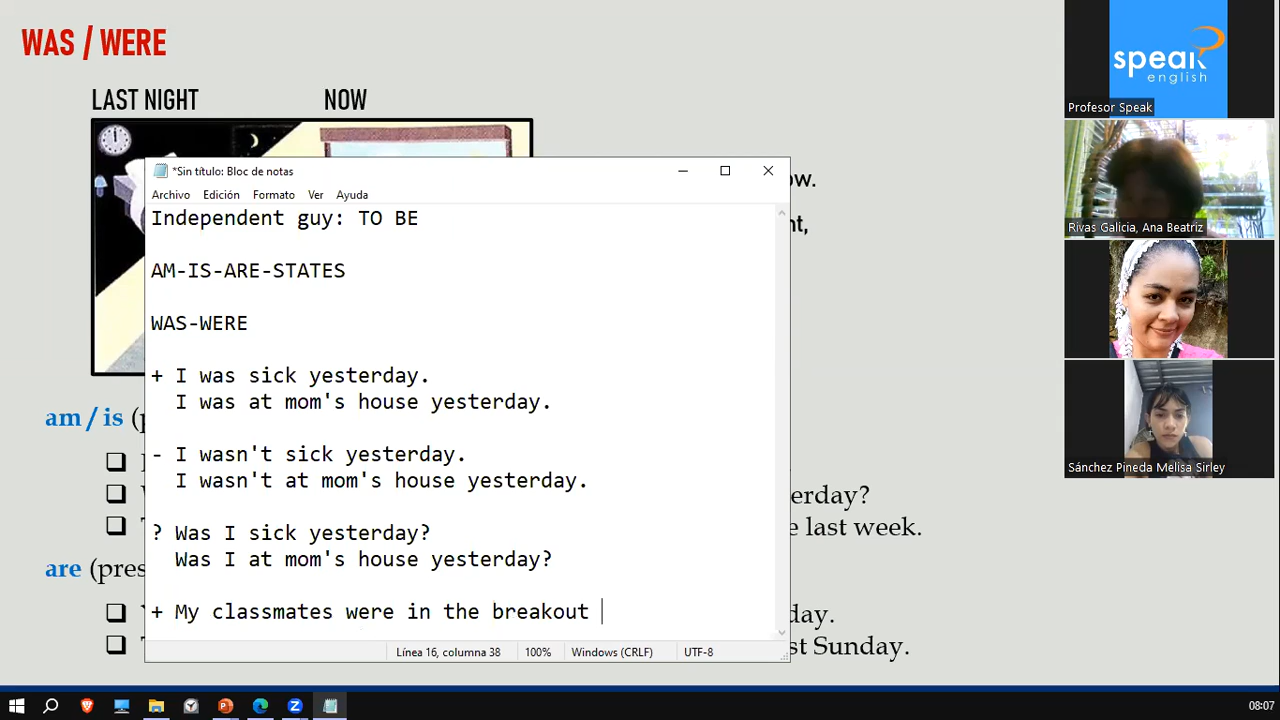 WAS / WERE
LAST NIGHT
NOW
*Sin título: Bloc de notas
Archivo Edición Formato Ver Ayuda
Independent guy: TO BE
AM-IS-ARE-STATES
WAS-WERE
+ I was sick yesterday.
I was at mom's house yesterday.
- I wasn't sick yesterday.
I wasn't at mom's house yesterday.
? Was I sick yesterday?
Was I at mom's house yesterday?
+ My classmates were in the breakout
Línea 16, columna 38 100% Windows (CRLF) UTF-8
am / is
are
last week.
Sunday.
speak
english
Profesor Speak
Rivas Galicia, Ana Beatriz
Sánchez Pineda Melisa Sirley
08:07